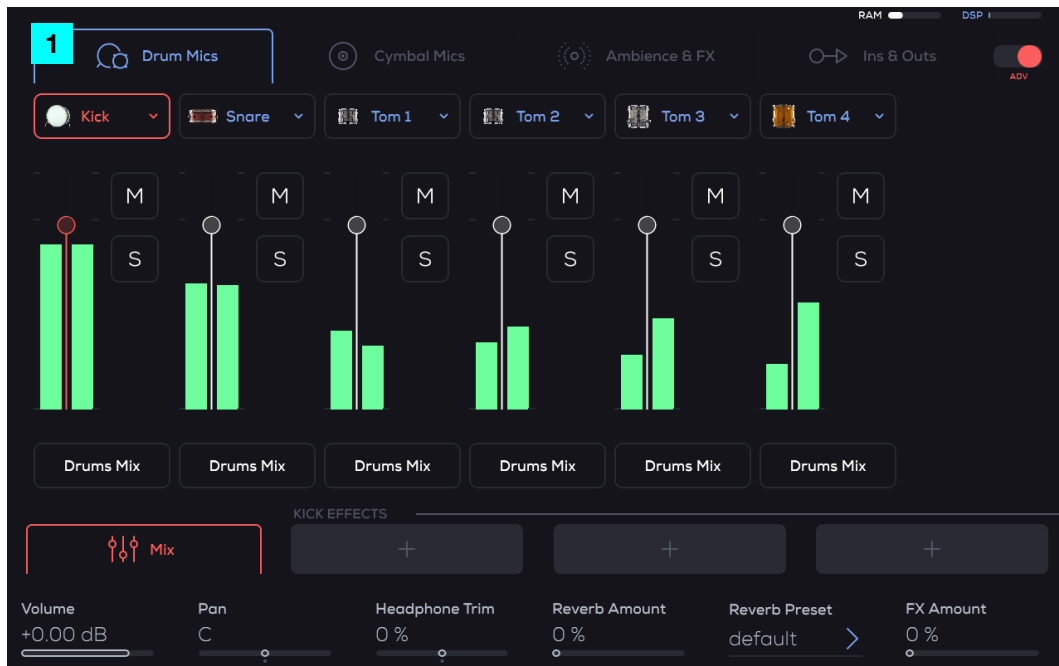 RAM DSP
1 Drum Mics Cymbal Mics Ambience & FX Ins & Outs
ADV
Kick Snare Tom 1 Tom 2 Tom 3 Tom 4
M M M M M M
S S S S S S
Drums Mix Drums Mix Drums Mix Drums Mix Drums Mix Drums Mix
KICK EFFECTS
Mix + + +
Volume Pan Headphone Trim Reverb Amount Reverb Preset FX Amount
+0.00 dB C 0 % 0 % default 0 %